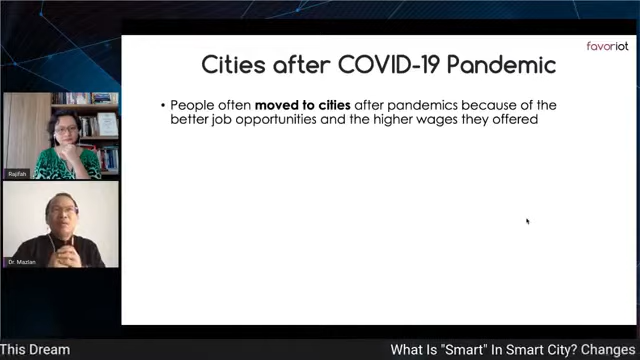 favoriot
Cities after COVID-19 Pandemic
• People often moved to cities after pandemics because of the
better job opportunities and the higher wages they offered
Rajifah
Dr. Mazlan
This Dream
What Is "Smart" In Smart City? Changes